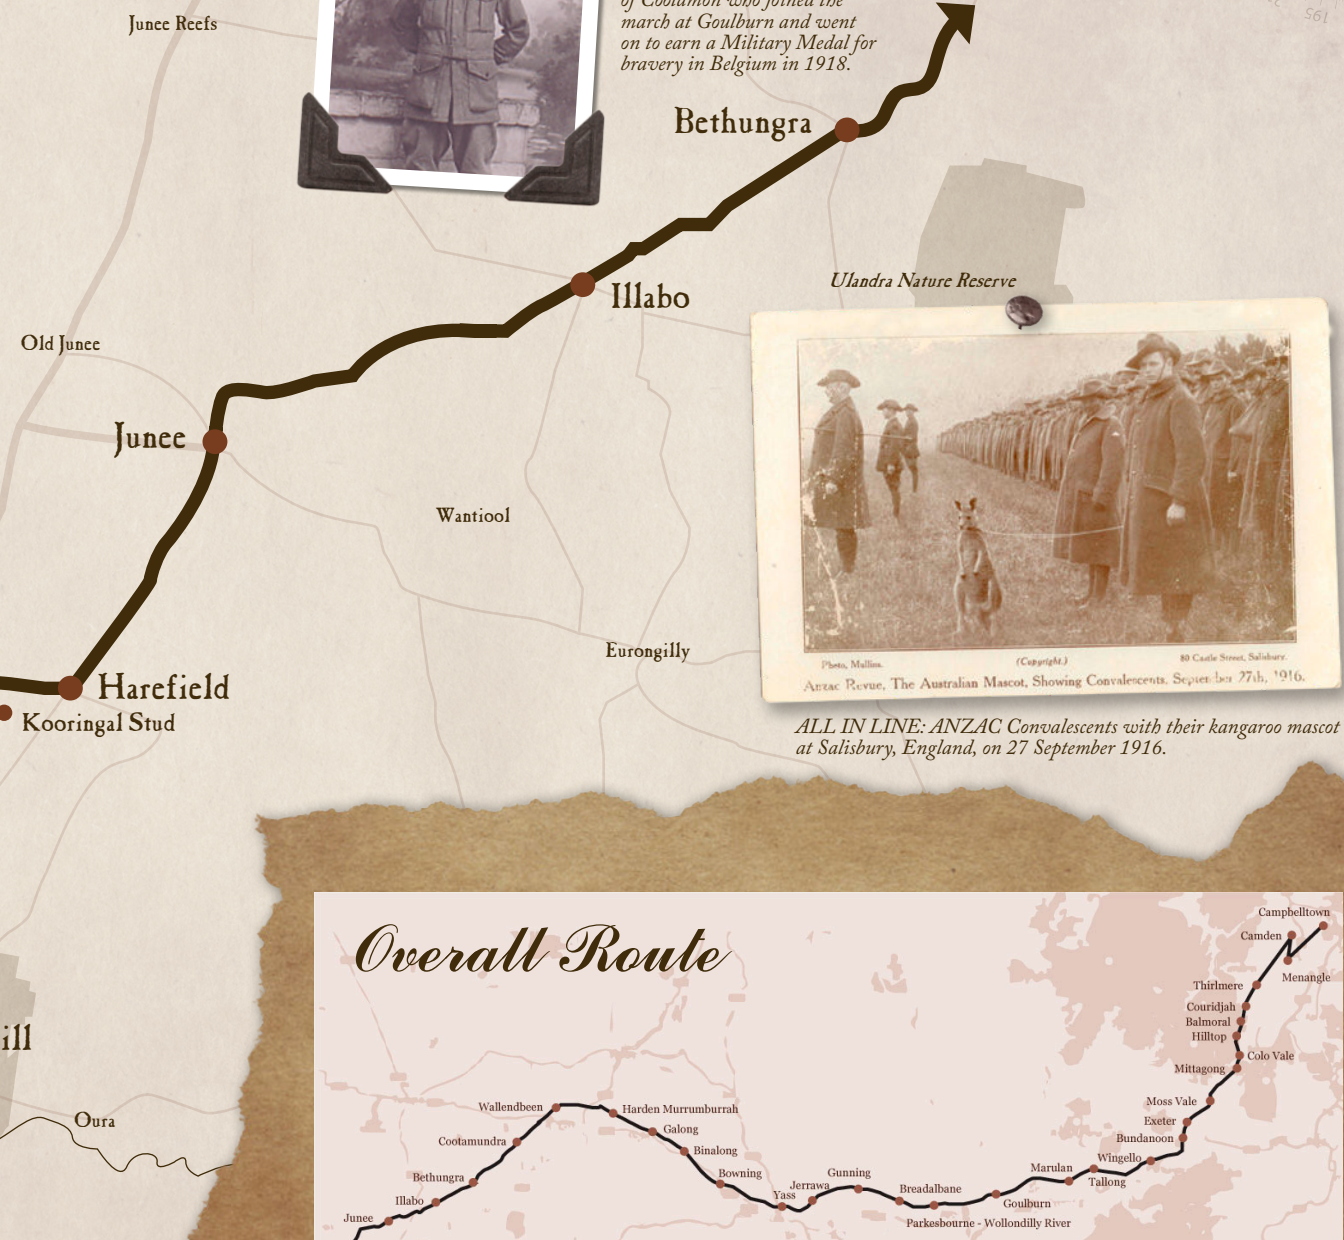 Junee Reefs
of Coolamon who joined the
march at Goulburn and went
on to earn a Military Medal for
bravery in Belgium in 1918.
195
Bethungra
Ulandra Nature Reserve
Illabo
Old Junee
Junee
Wantiool
Eurongilly
Photo, Mullins.
(Copyright.)
80 Castle Street, Salisbury.
Anzac Revue, The Australian Mascot, Showing Convalescents. September 27th, 1916.
Harefield
Kooringal Stud
ALL IN LINE: ANZAC Convalescents with their kangaroo mascot
at Salisbury, England, on 27 September 1916.
ill
Oura
Overall Route
Campbelltown
Camden
Menangle
Thirlmere
Couridjah
Balmoral
Hilltop
Colo Vale
Mittagong
Moss Vale
Exeter
Bundanoon
Wingello
Tallong
Marulan
Goulburn
Parkesbourne - Wollondilly River
Breadalbane
Gunning
Jerrawa
Yass
Bowning
Binalong
Galong
Harden Murrumburrah
Wallendbeen
Cootamundra
Bethungra
Illabo
Junee